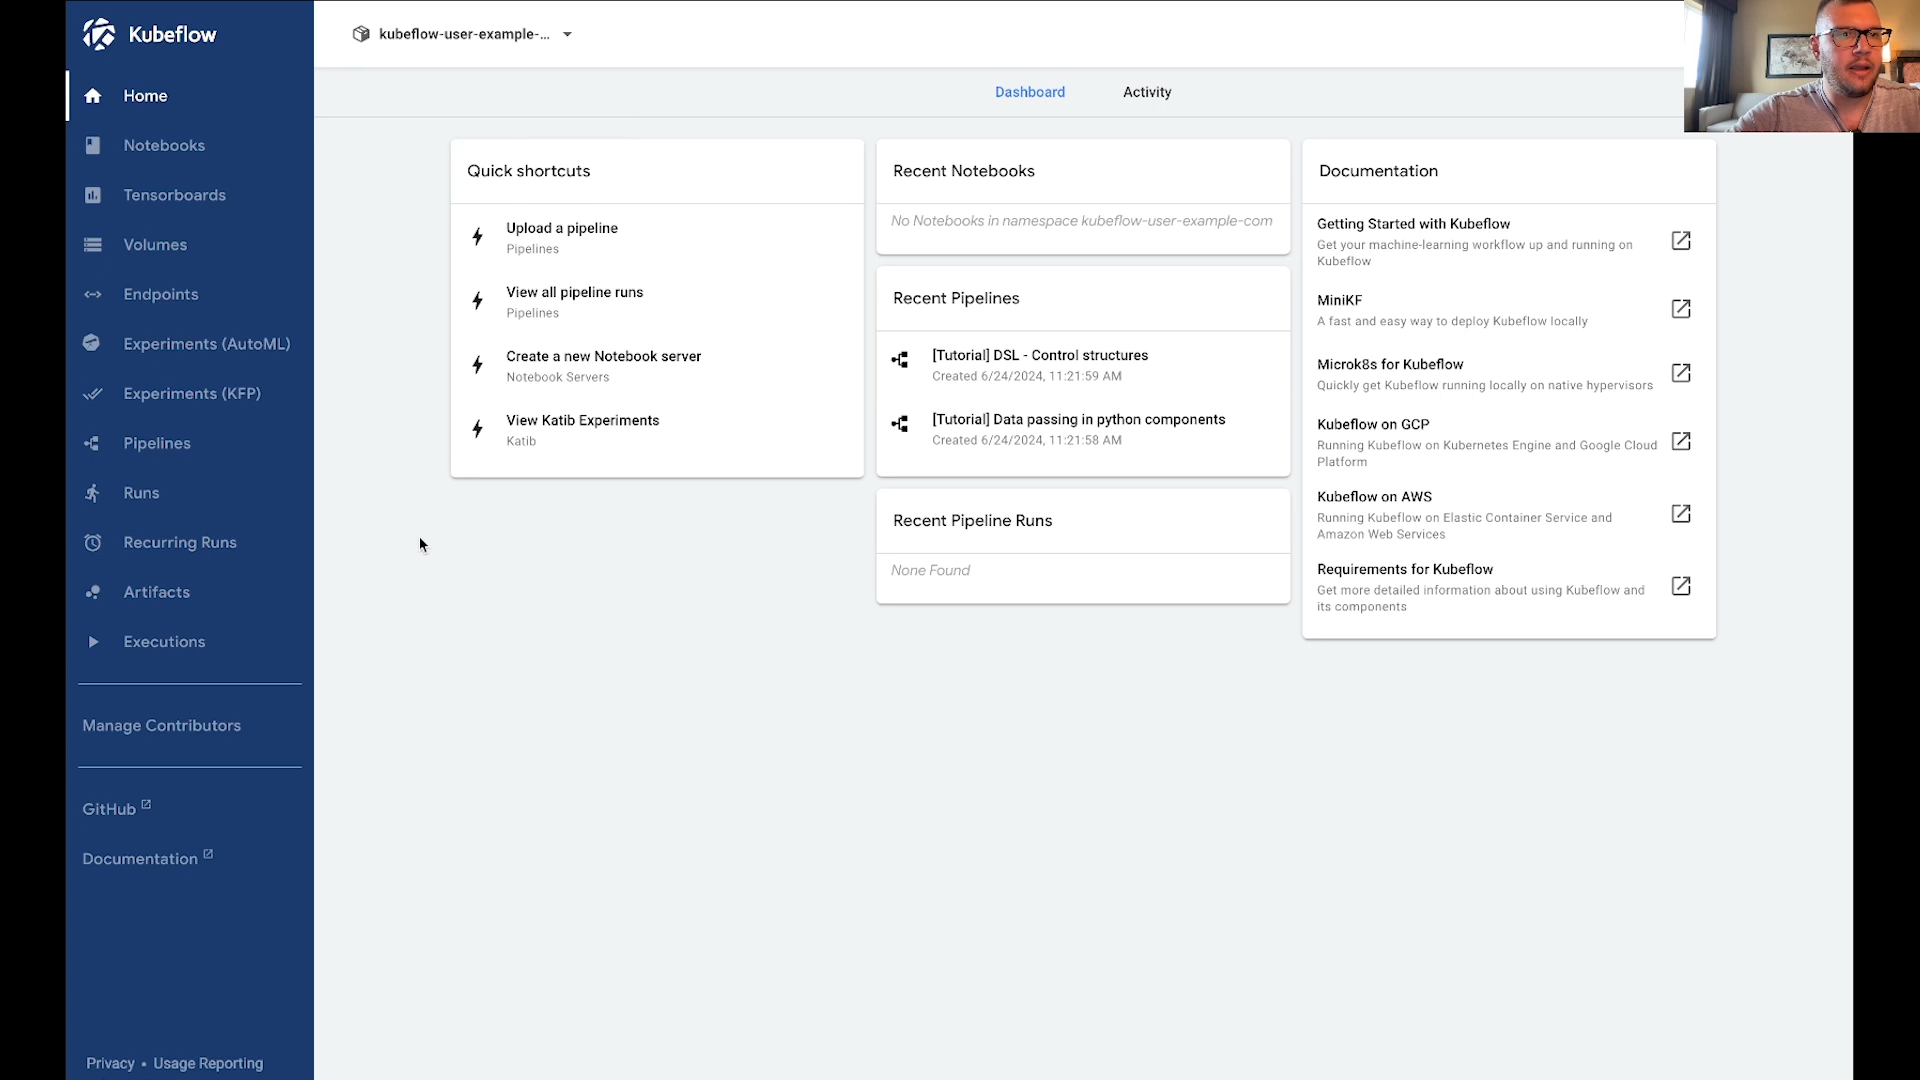 Kubeflow
Home
Notebooks
Tensorboards
Volumes
Endpoints
Experiments (AutoML)
Experiments (KFP)
Pipelines
Runs
Recurring Runs
Artifacts
Executions
Manage Contributors
GitHub
Documentation
Privacy • Usage Reporting
kubeflow-user-example-...
Dashboard
Activity
Quick shortcuts
Upload a pipeline
Pipelines
View all pipeline runs
Pipelines
Create a new Notebook server
Notebook Servers
View Katib Experiments
Katib
Recent Notebooks
No Notebooks in namespace kubeflow-user-example-com
Recent Pipelines
[Tutorial] DSL - Control structures
Created 6/24/2024, 11:21:59 AM
[Tutorial] Data passing in python components
Created 6/24/2024, 11:21:58 AM
Recent Pipeline Runs
None Found
Documentation
Getting Started with Kubeflow
Get your machine-learning workflow up and running on
Kubeflow
MiniKF
A fast and easy way to deploy Kubeflow locally
Microk8s for Kubeflow
Quickly get Kubeflow running locally on native hypervisors
Kubeflow on GCP
Running Kubeflow on Kubernetes Engine and Google Cloud
Platform
Kubeflow on AWS
Running Kubeflow on Elastic Container Service and
Amazon Web Services
Requirements for Kubeflow
Get more detailed information about using Kubeflow and
its components